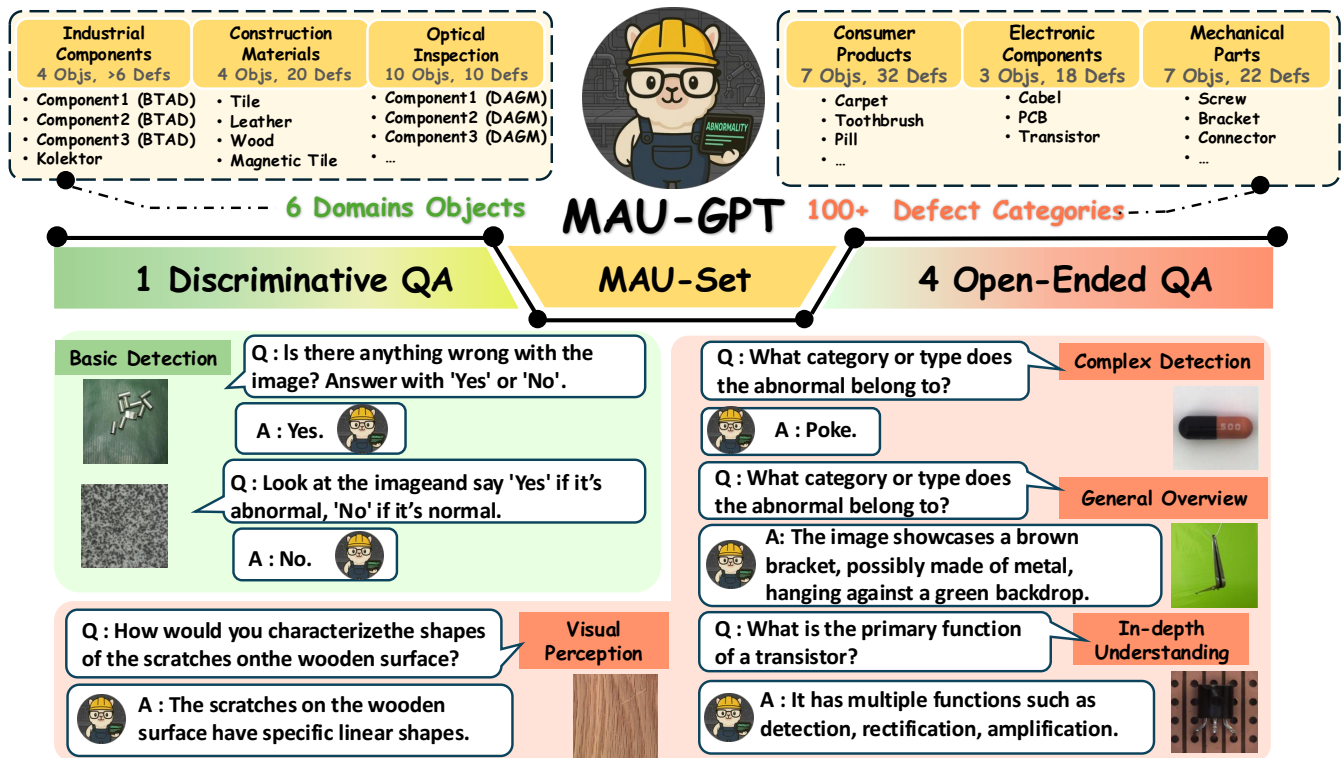 Industrial
Components
4 Objs, >6 Defs
• Component1 (BTAD)
• Component2 (BTAD)
• Component3 (BTAD)
• Kolektor
Construction
Materials
4 Objs, 20 Defs
• Tile
• Leather
• Wood
• Magnetic Tile
Optical
Inspection
10 Objs, 10 Defs
• Component1 (DAGM)
• Component2 (DAGM)
• Component3 (DAGM)
• ...
ABNORMALITY
Consumer
Products
7 Objs, 32 Defs
• Carpet
• Toothbrush
• Pill
• ...
Electronic
Components
3 Objs, 18 Defs
• Cabel
• PCB
• Transistor
Mechanical
Parts
7 Objs, 22 Defs
• Screw
• Bracket
• Connector
• ...
6 Domains Objects
MAU-GPT
100+ Defect Categories
1 Discriminative QA
MAU-Set
4 Open-Ended QA
Basic Detection
Q : Is there anything wrong with the
image? Answer with 'Yes' or 'No'.
A : Yes.
Q : Look at the imageand say 'Yes' if it's
abnormal, 'No' if it's normal.
A : No.
Q : How would you characterizethe shapes
of the scratches onthe wooden surface?
Visual
Perception
A : The scratches on the wooden
surface have specific linear shapes.
Q : What category or type does
the abnormal belong to?
Complex Detection
A : Poke.
500
Q : What category or type does
the abnormal belong to?
General Overview
A: The image showcases a brown
bracket, possibly made of metal,
hanging against a green backdrop.
Q : What is the primary function
of a transistor?
In-depth
Understanding
A : It has multiple functions such as
detection, rectification, amplification.